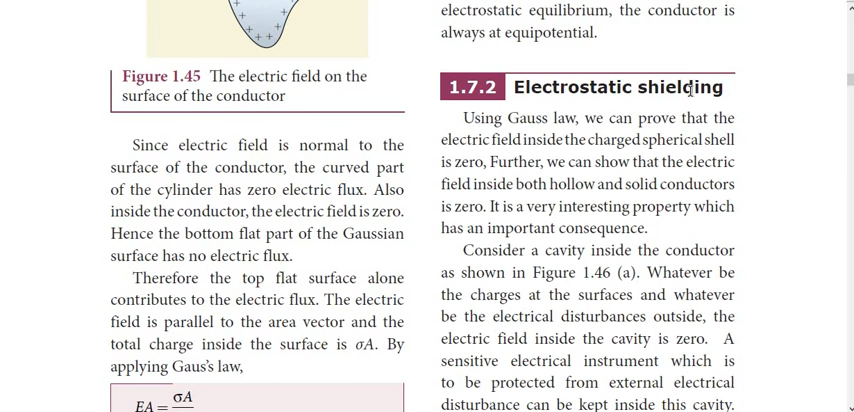 Figure 1.45 The electric field on the
surface of the conductor
Since electric field is normal to the
surface of the conductor, the curved part
of the cylinder has zero electric flux. Also
inside the conductor, the electric field is zero.
Hence the bottom flat part of the Gaussian
surface has no electric flux.
Therefore the top flat surface alone
contributes to the electric flux. The electric
field is parallel to the area vector and the
total charge inside the surface is σA. By
applying Gaus's law,
EA = σA
electrostatic equilibrium, the conductor is
always at equipotential.
1.7.2 Electrostatic shielding
Using Gauss law, we can prove that the
electric field inside the charged spherical shell
is zero, Further, we can show that the electric
field inside both hollow and solid conductors
is zero. It is a very interesting property which
has an important consequence.
Consider a cavity inside the conductor
as shown in Figure 1.46 (a). Whatever be
the charges at the surfaces and whatever
be the electrical disturbances outside, the
electric field inside the cavity is zero. A
sensitive electrical instrument which is
to be protected from external electrical
disturbance can be kept inside this cavity.